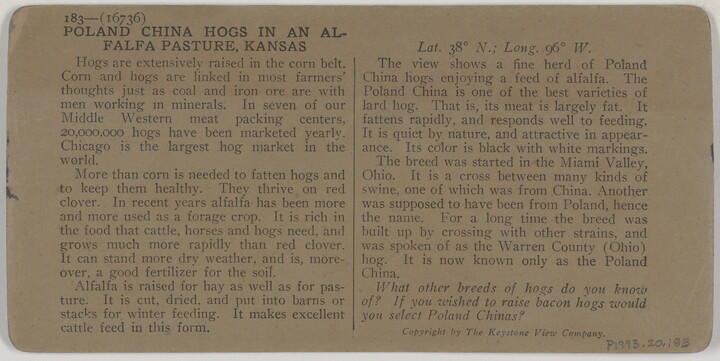 183—(16736)
POLAND CHINA HOGS IN AN AL-
FALFA PASTURE, KANSAS
Hogs are extensively raised in the corn belt.
Corn and hogs are linked in most farmers'
thoughts just as coal and iron ore are with
men working in minerals. In seven of our
Middle Western meat packing centers,
20,000,000 hogs have been marketed yearly.
Chicago is the largest hog market in the
world.
More than corn is needed to fatten hogs and
to keep them healthy. They thrive on red
clover. In recent years alfalfa has been more
and more used as a forage crop. It is rich in
the food that cattle, horses and hogs need, and
grows much more rapidly than red clover.
It can stand more dry weather, and is, more-
over, a good fertilizer for the soil.
Alfalfa is raised for hay as well as for pas-
ture. It is cut, dried, and put into barns or
stacks for winter feeding. It makes excellent
cattle feed in this form.
Lat. 38° N.; Long. 96° W.
The view shows a fine herd of Poland
China hogs enjoying a feed of alfalfa. The
Poland China is one of the best varieties of
lard hog. That is, its meat is largely fat. It
fattens rapidly, and responds well to feeding.
It is quiet by nature, and attractive in appear-
ance. Its color is black with white markings.
The breed was started in the Miami Valley,
Ohio. It is a cross between many kinds of
swine, one of which was from China. Another
was supposed to have been from Poland, hence
the name. For a long time the breed was
built up by crossing with other strains, and
was spoken of as the Warren County (Ohio)
hog. It is now known only as the Poland
China.
What other breeds of hogs do you know
of? If you wished to raise bacon hogs would
you select Poland Chinas?
Copyright by The Keystone View Company.
P1993.20.183